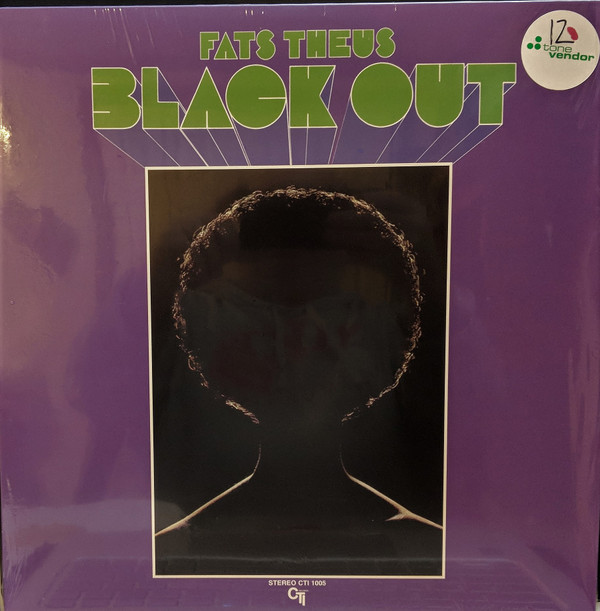 FATS THEUS
BLACK OUT
12
tone
vendor
STEREO CTI 1005
CTi